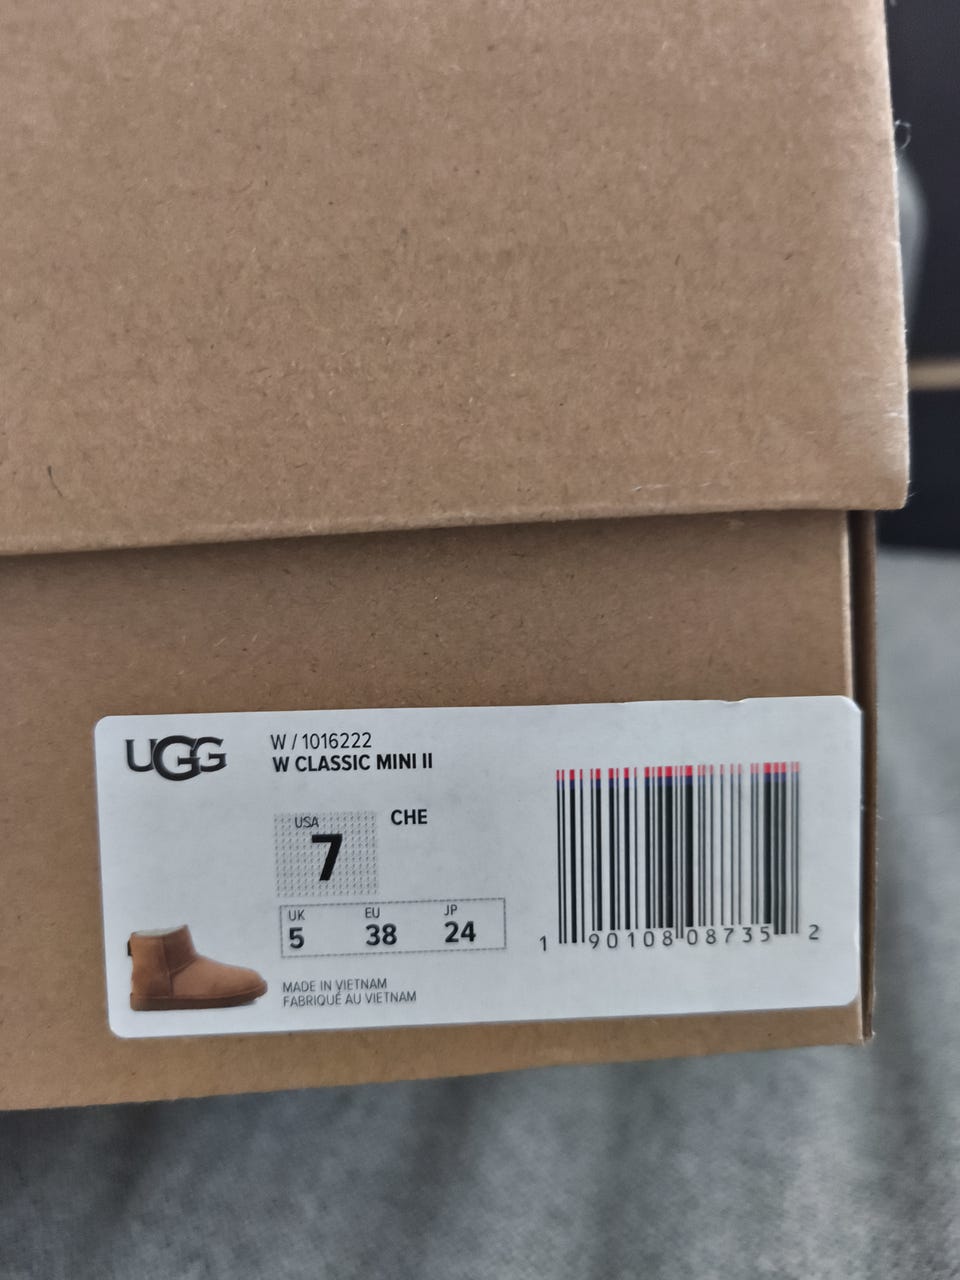 UGG
W / 1016222
W CLASSIC MINI II
USA
7
CHE
UK EU JP
5 38 24
MADE IN VIETNAM
FABRIQUÉ AU VIETNAM
1 90108 08735 2